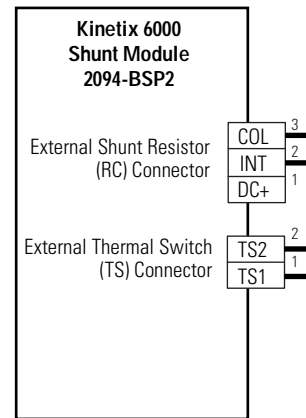 Kinetix 6000
Shunt Module
2094-BSP2
External Shunt Resistor
(RC) Connector
COL 3
INT 2
DC+ 1
External Thermal Switch
(TS) Connector
TS2 2
TS1 1